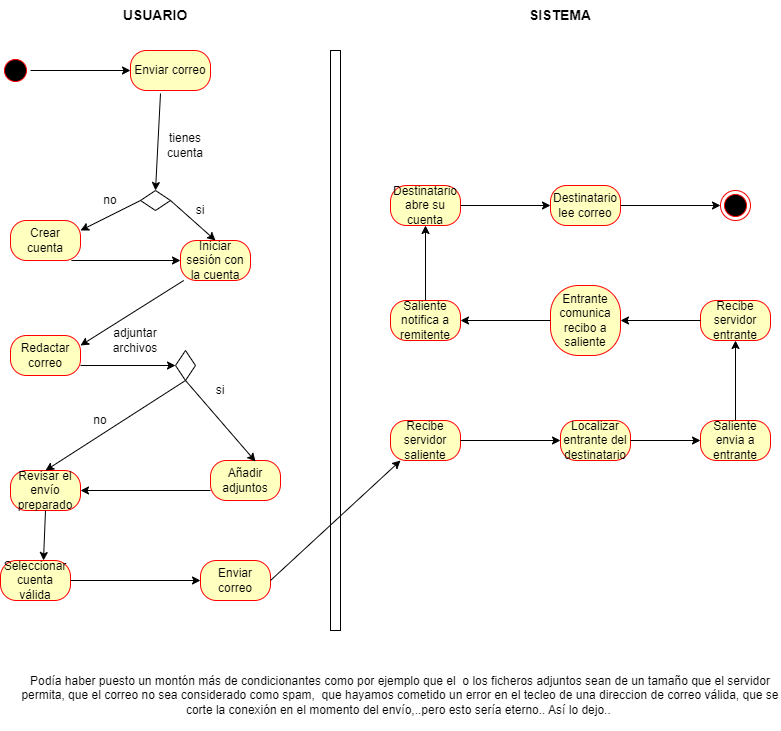 USUARIO
SISTEMA
Enviar correo
tienes
cuenta
no
si
Crear
cuenta
Iniciar
sesión con
la cuenta
Redactar
correo
adjuntar
archivos
no
si
Revisar el
envío
preparado
Añadir
adjuntos
Seleccionar
cuenta
válida
Enviar
correo
Recibe
servidor
saliente
Localizar
entrante del
destinatario
Saliente
envia a
entrante
Recibe
servidor
entrante
Entrante
comunica
recibo a
saliente
Saliente
notifica a
remitente
Destinatario
abre su
cuenta
Destinatario
lee correo
Podía haber puesto un montón más de condicionantes como por ejemplo que el o los ficheros adjuntos sean de un tamaño que el servidor
permita, que el correo no sea considerado como spam, que hayamos cometido un error en el tecleo de una direccion de correo válida, que se
corte la conexión en el momento del envío,..pero esto sería eterno.. Así lo dejo..